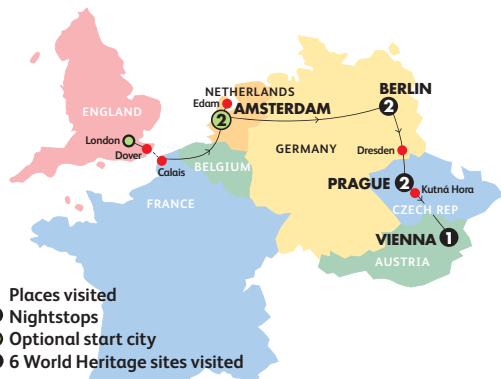 NETHERLANDS
Edam
AMSTERDAM
2
BERLIN
2
ENGLAND
London
Dover
Calais
BELGIUM
GERMANY
Dresden
PRAGUE
2
Kutná Hora
FRANCE
CZECH REP
VIENNA
1
AUSTRIA
Places visited
Nightstops
Optional start city
6 World Heritage sites visited